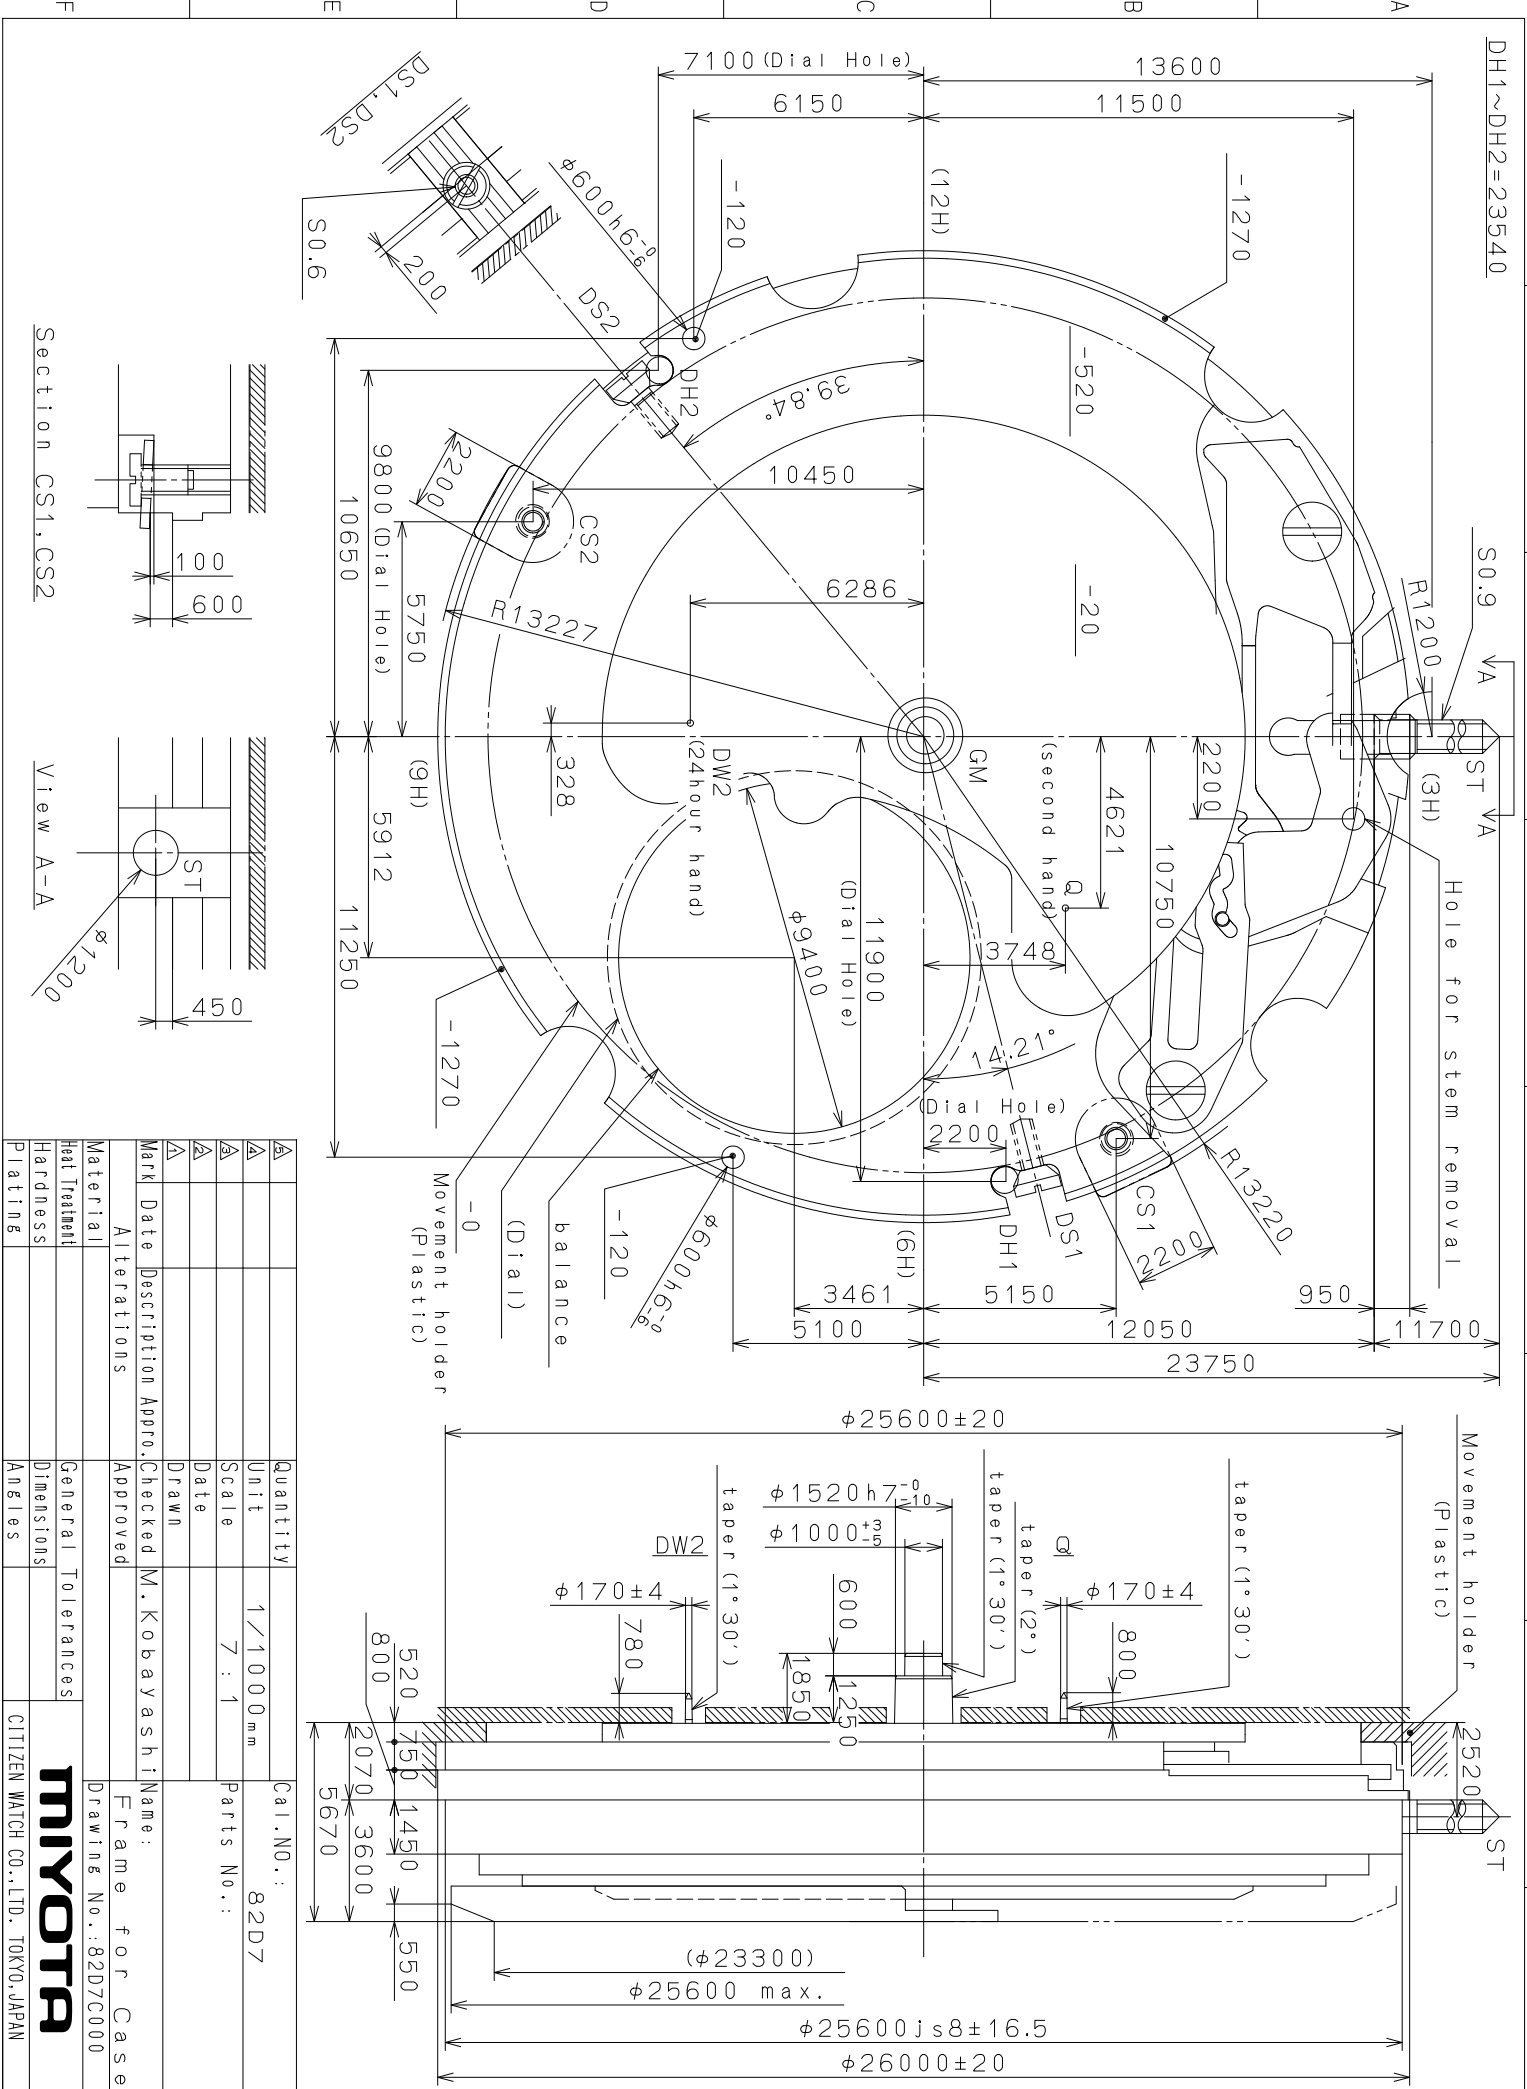 F
E
D
C
B
A
DH1~DH2=23540
7100 (Dial Hole)
13600
6150
11500
DS1, DS2
S0.6
200
φ600h6 -0 -6
-120
(12H)
-1270
DS2
DH2
39.84°
-520
-20
10450
6286
2200
CS2
9800 (Dial Hole)
10650
5750
R13227
S0.9
R1200
VA
VA
ST
(3H)
2200
Hole for stem removal
GM
(second hand)
4621
10750
Q
3748
DW2
(24hour hand)
328
(9H)
5912
11250
φ9400
11900
(Dial Hole)
14.21°
(Dial Hole)
2200
R13220
CS1
2200
DS1
DH1
(6H)
3461
5150
950
5100
12050
11700
23750
-1270
Movement holder
(Plastic)
-0
(Dial)
balance
-120
φ600h6 -0 -6
Section CS1, CS2
100
600
View A-A
ST
φ1200
450
φ25600±20
Movement holder
(Plastic)
φ1520h7 -0 -10
φ1000 +3 -5
taper (1°30′)
taper (1°30′)
taper (2°)
taper (1°30′)
DW2
Q
φ170±4
φ170±4
600
780
800
1850
1250
2520
ST
520
800
750
2070
1450
3600
5670
550
(φ23300)
φ25600 max.
φ25600js8±16.5
φ26000±20
5
4
3
2
1
Mark Date Description Appro.
Alterations
Material
Heat Treatment
Hardness
Plating
Quantity
Unit 1/1000mm
Scale 7:1
Date
Drawn
Checked M. Kobayashi
Approved
General Tolerances
Dimensions
Angles
Cal.NO.: 82D7
Parts No.:
Name:
Frame for Case
Drawing No.:82D7C000
MIYOTA
CITIZEN WATCH CO.,LTD. TOKYO,JAPAN